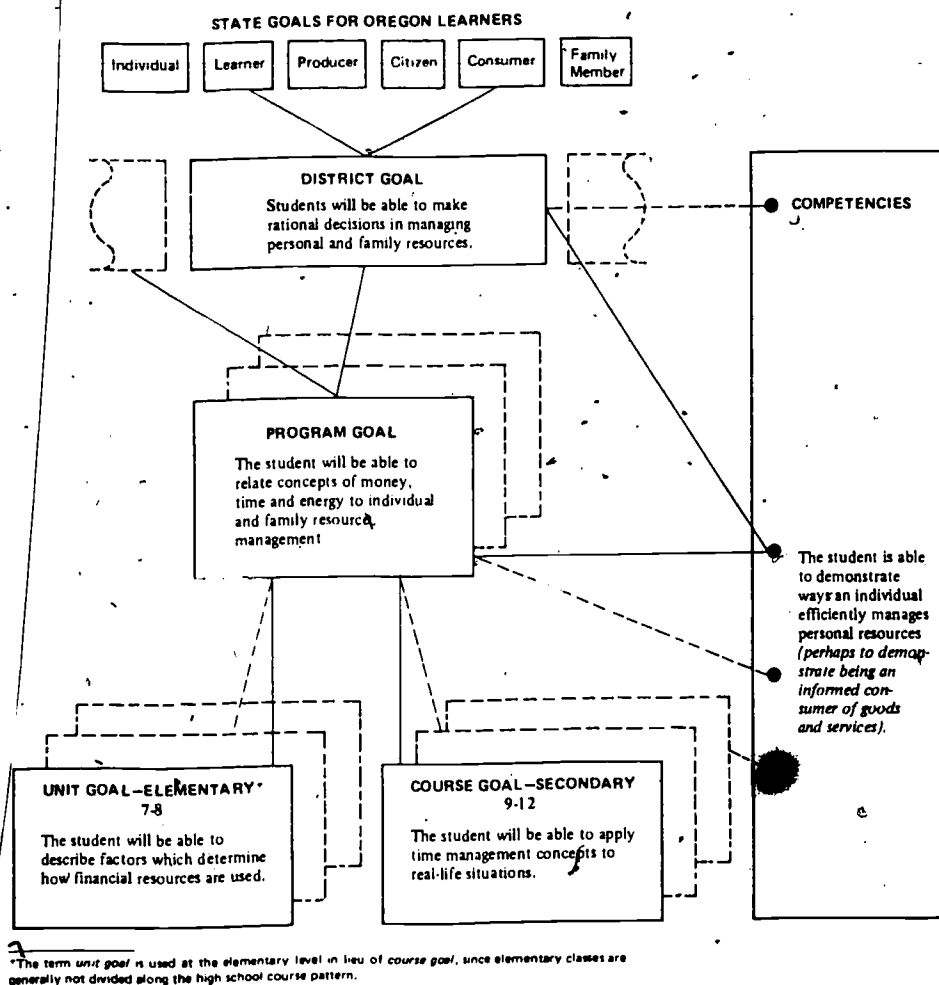 STATE GOALS FOR OREGON LEARNERS
Individual
Learner
Producer
Citizen
Consumer
Family
Member
DISTRICT GOAL
Students will be able to make
rational decisions in managing
personal and family resources.
COMPETENCIES
PROGRAM GOAL
The student will be able to
relate concepts of money,
time and energy to individual
and family resource
management
The student is able
to demonstrate
ways an individual
efficiently manages
personal resources
(perhaps to demon-
strate being an
informed con-
sumer of goods
and services).
UNIT GOAL—ELEMENTARY*
7-8
The student will be able to
describe factors which determine
how financial resources are used.
COURSE GOAL—SECONDARY
9-12
The student will be able to apply
time management concepts to
real-life situations.
*The term unit goal is used at the elementary level in lieu of course goal, since elementary classes are
generally not divided along the high school course pattern.